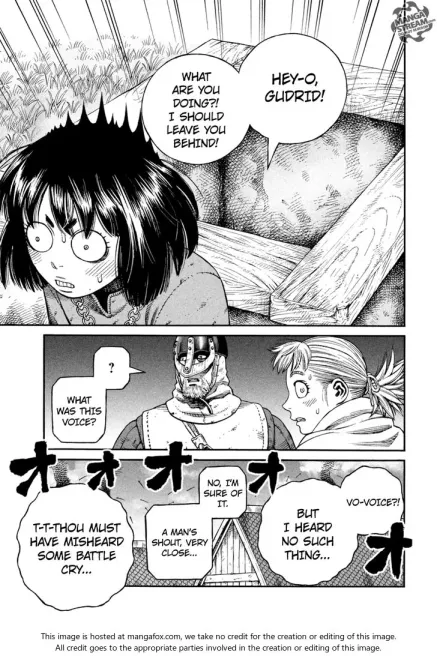 MANGA
STREAM
HEY-O,
GUDRID!
WHAT
ARE YOU
DOING?!
I SHOULD
LEAVE YOU
BEHIND!
?
WHAT
WAS THIS
VOICE?
オ オ オ オ オ
VO-VOICE?!
BUT
I HEARD
NO SUCH
THING...
NO, I'M
SURE OF
IT.
A MAN'S
SHOUT, VERY
CLOSE...
T-T-THOU MUST
HAVE MISHEARD
SOME BATTLE
CRY...
This image is hosted at mangafox.com, we take no credit for the creation or editing of this image.
All credit goes to the appropriate parties involved in the creation or editing of this image.